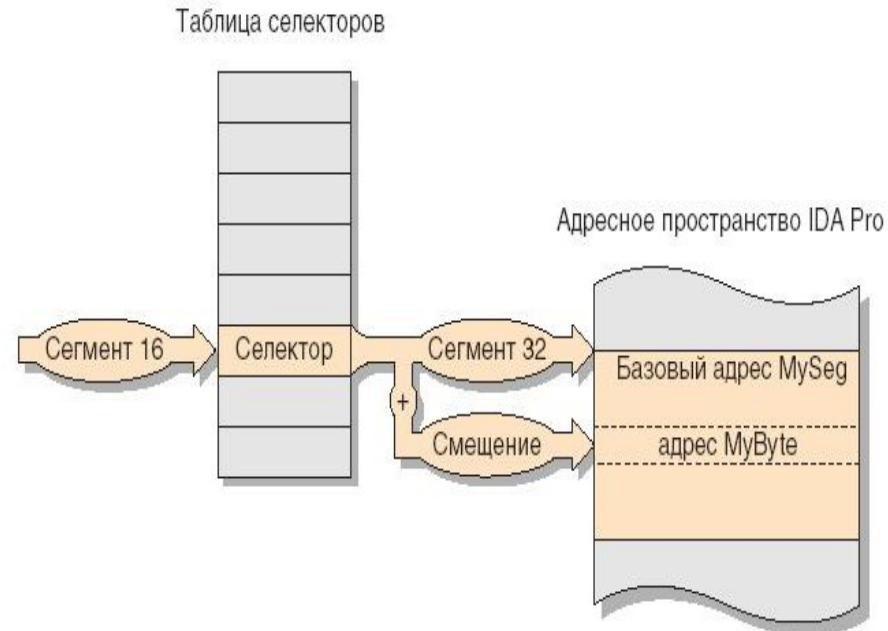 Таблица селекторов
Адресное пространство IDA Pro
Сегмент 16
Селектор
Сегмент 32
Базовый адрес MySeg
+
Смещение
адрес MyByte